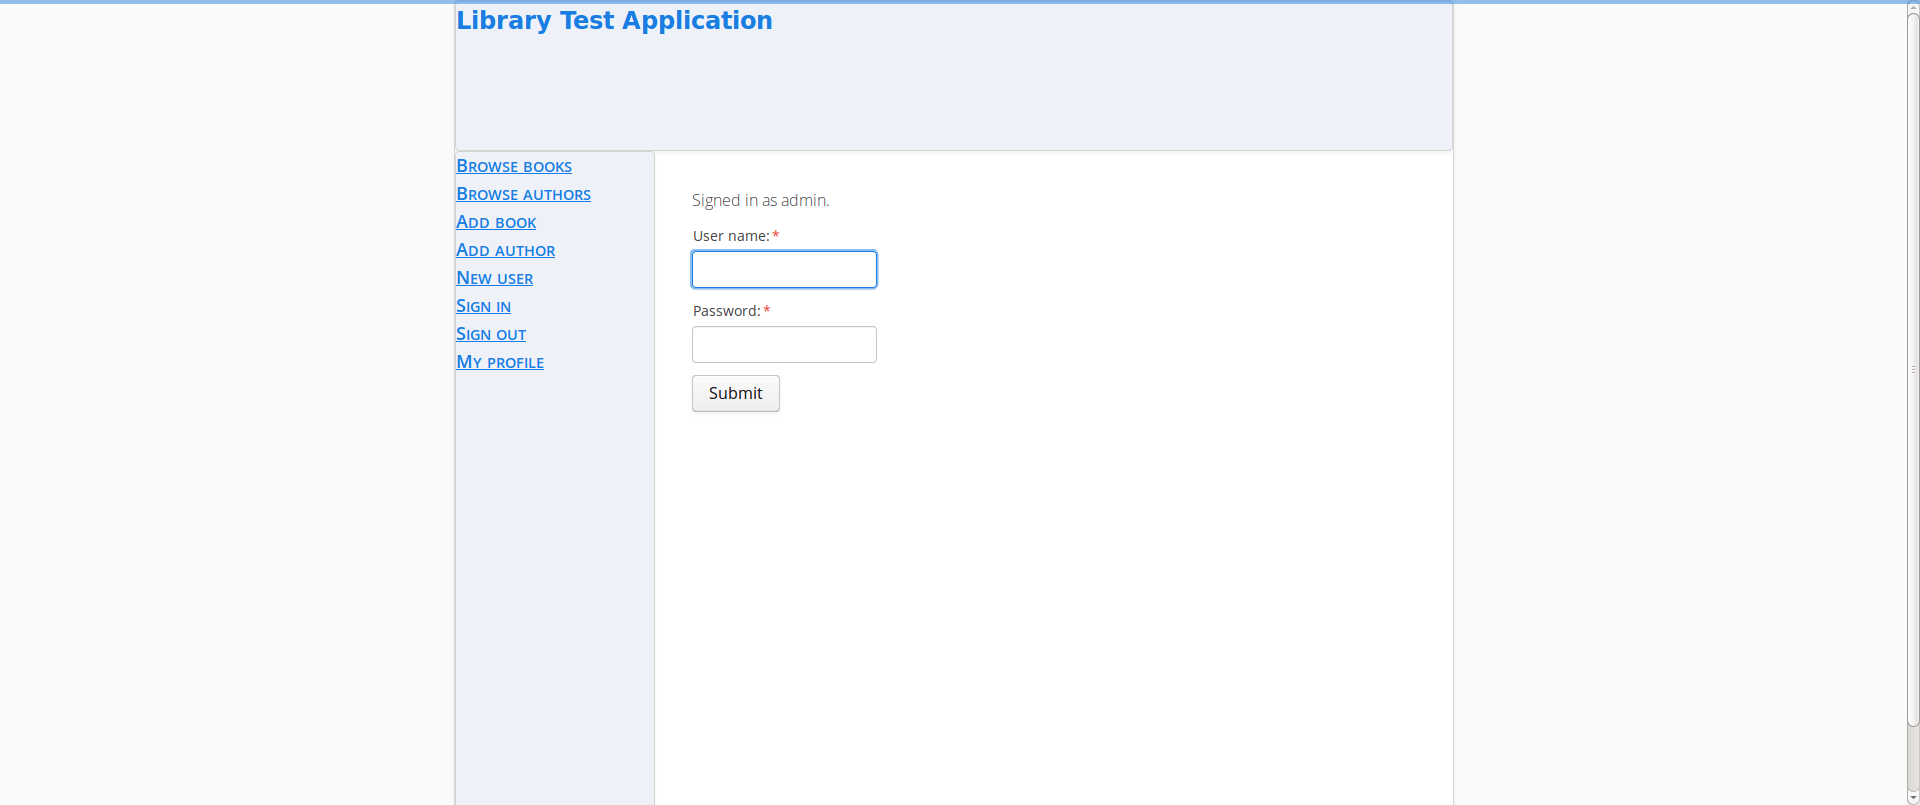 Library Test Application
Browse books
Browse authors
Add book
Add author
New user
Sign in
Sign out
My profile
Signed in as admin.
User name:*
Password:*
Submit